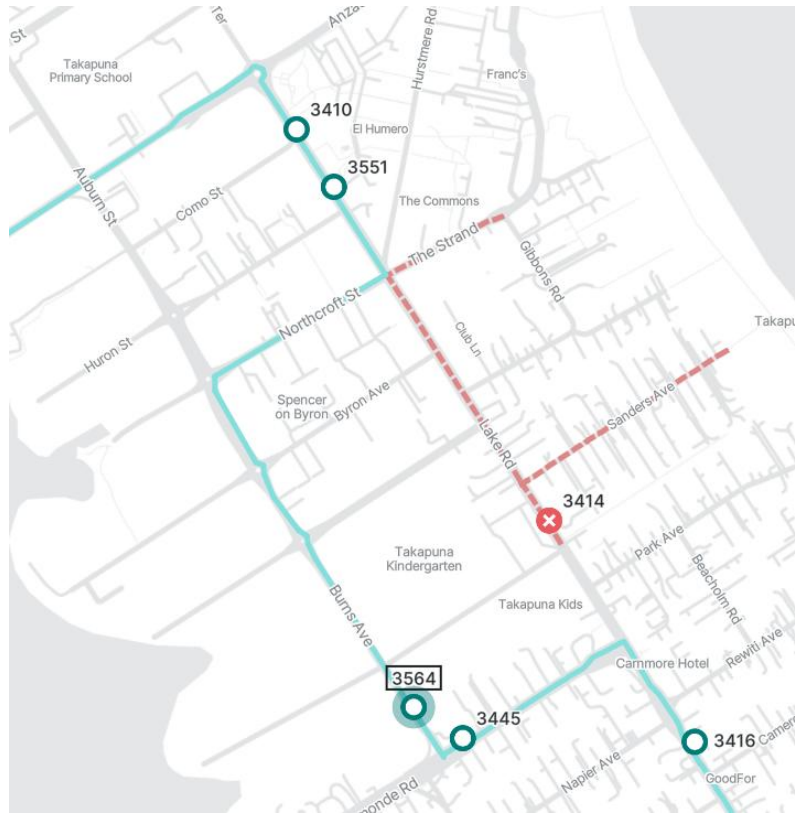 Ter
Anza
Takapuna
Primary School
Hurstmere Rd
Franc's
3410
El Humero
3551
Auburn St
Como St
The Commons
The Strand
Gibbons Rd
Northcroft St
Club Ln
Takapu
Huron St
Spencer
on Byron
Byron Ave
Sanders Ave
Lake Rd
3414
Takapuna
Kindergarten
Park Ave
Beacholm Rd
Burns Ave
Takapuna Kids
Rewiti Ave
Carnmore Hotel
3564
3445
3416
Camero
Napier Ave
GoodFor
monde Rd